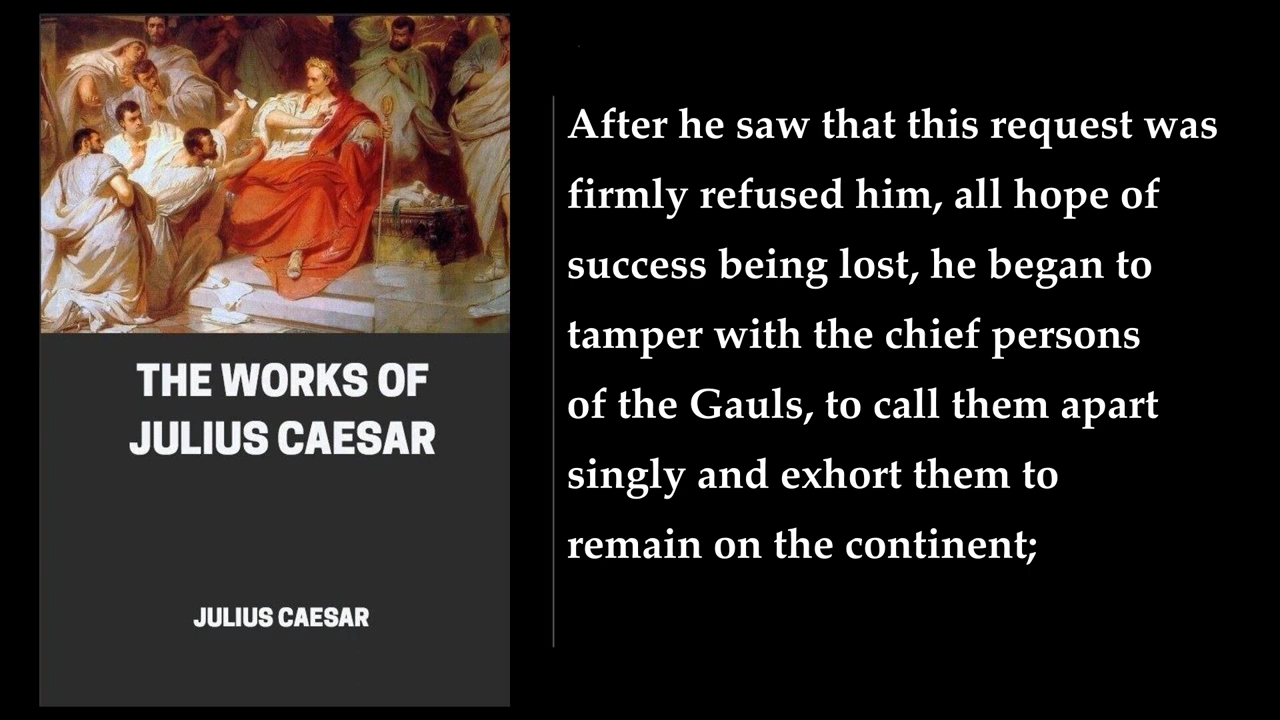 THE WORKS OF
JULIUS CAESAR
JULIUS CAESAR
After he saw that this request was
firmly refused him, all hope of
success being lost, he began to
tamper with the chief persons
of the Gauls, to call them apart
singly and exhort them to
remain on the continent;